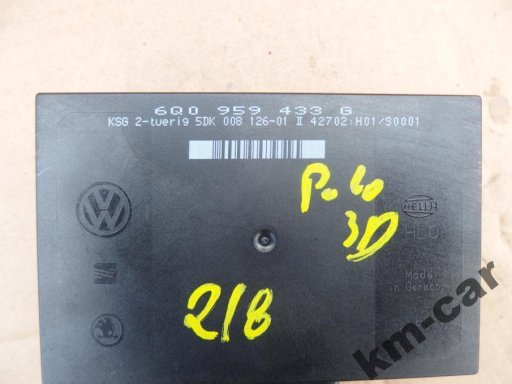 6Q0 959 433 G
KSG 2-tuerig 5DK 008 126-01 II 42702:H01/S0001
Polo
3D
HELLA
Made
in Germany
218
km-car